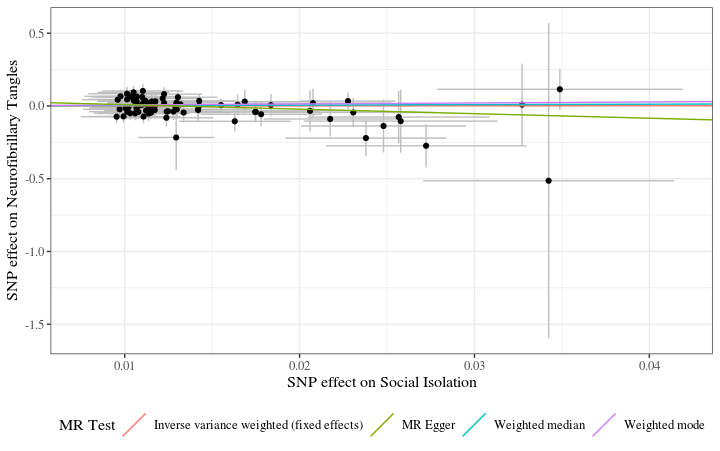 SNP effect on Neurofibrillary Tangles
0.5
0.0
-0.5
-1.0
-1.5
0.01 0.02 0.03 0.04
SNP effect on Social Isolation
MR Test Inverse variance weighted (fixed effects) MR Egger Weighted median Weighted mode